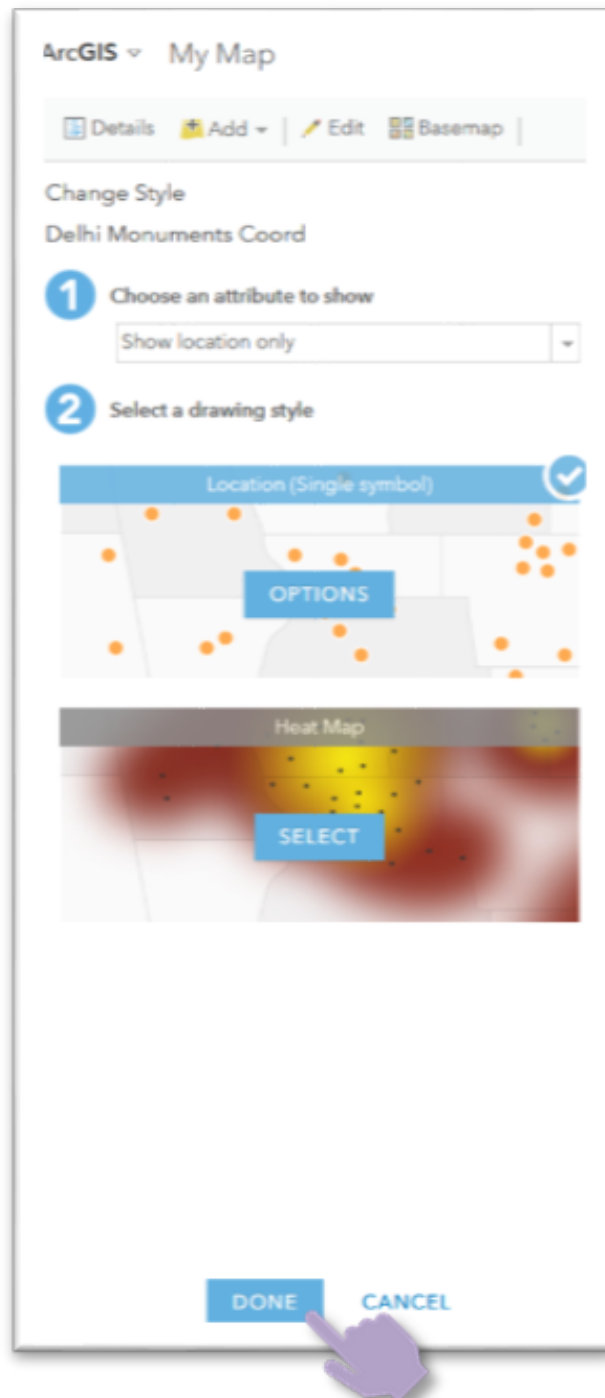 ArcGIS My Map
Details Add Edit Basemap
Change Style
Delhi Monuments Coord
1 Choose an attribute to show
Show location only
2 Select a drawing style
Location (Single symbol)
OPTIONS
Heat Map
SELECT
DONE CANCEL